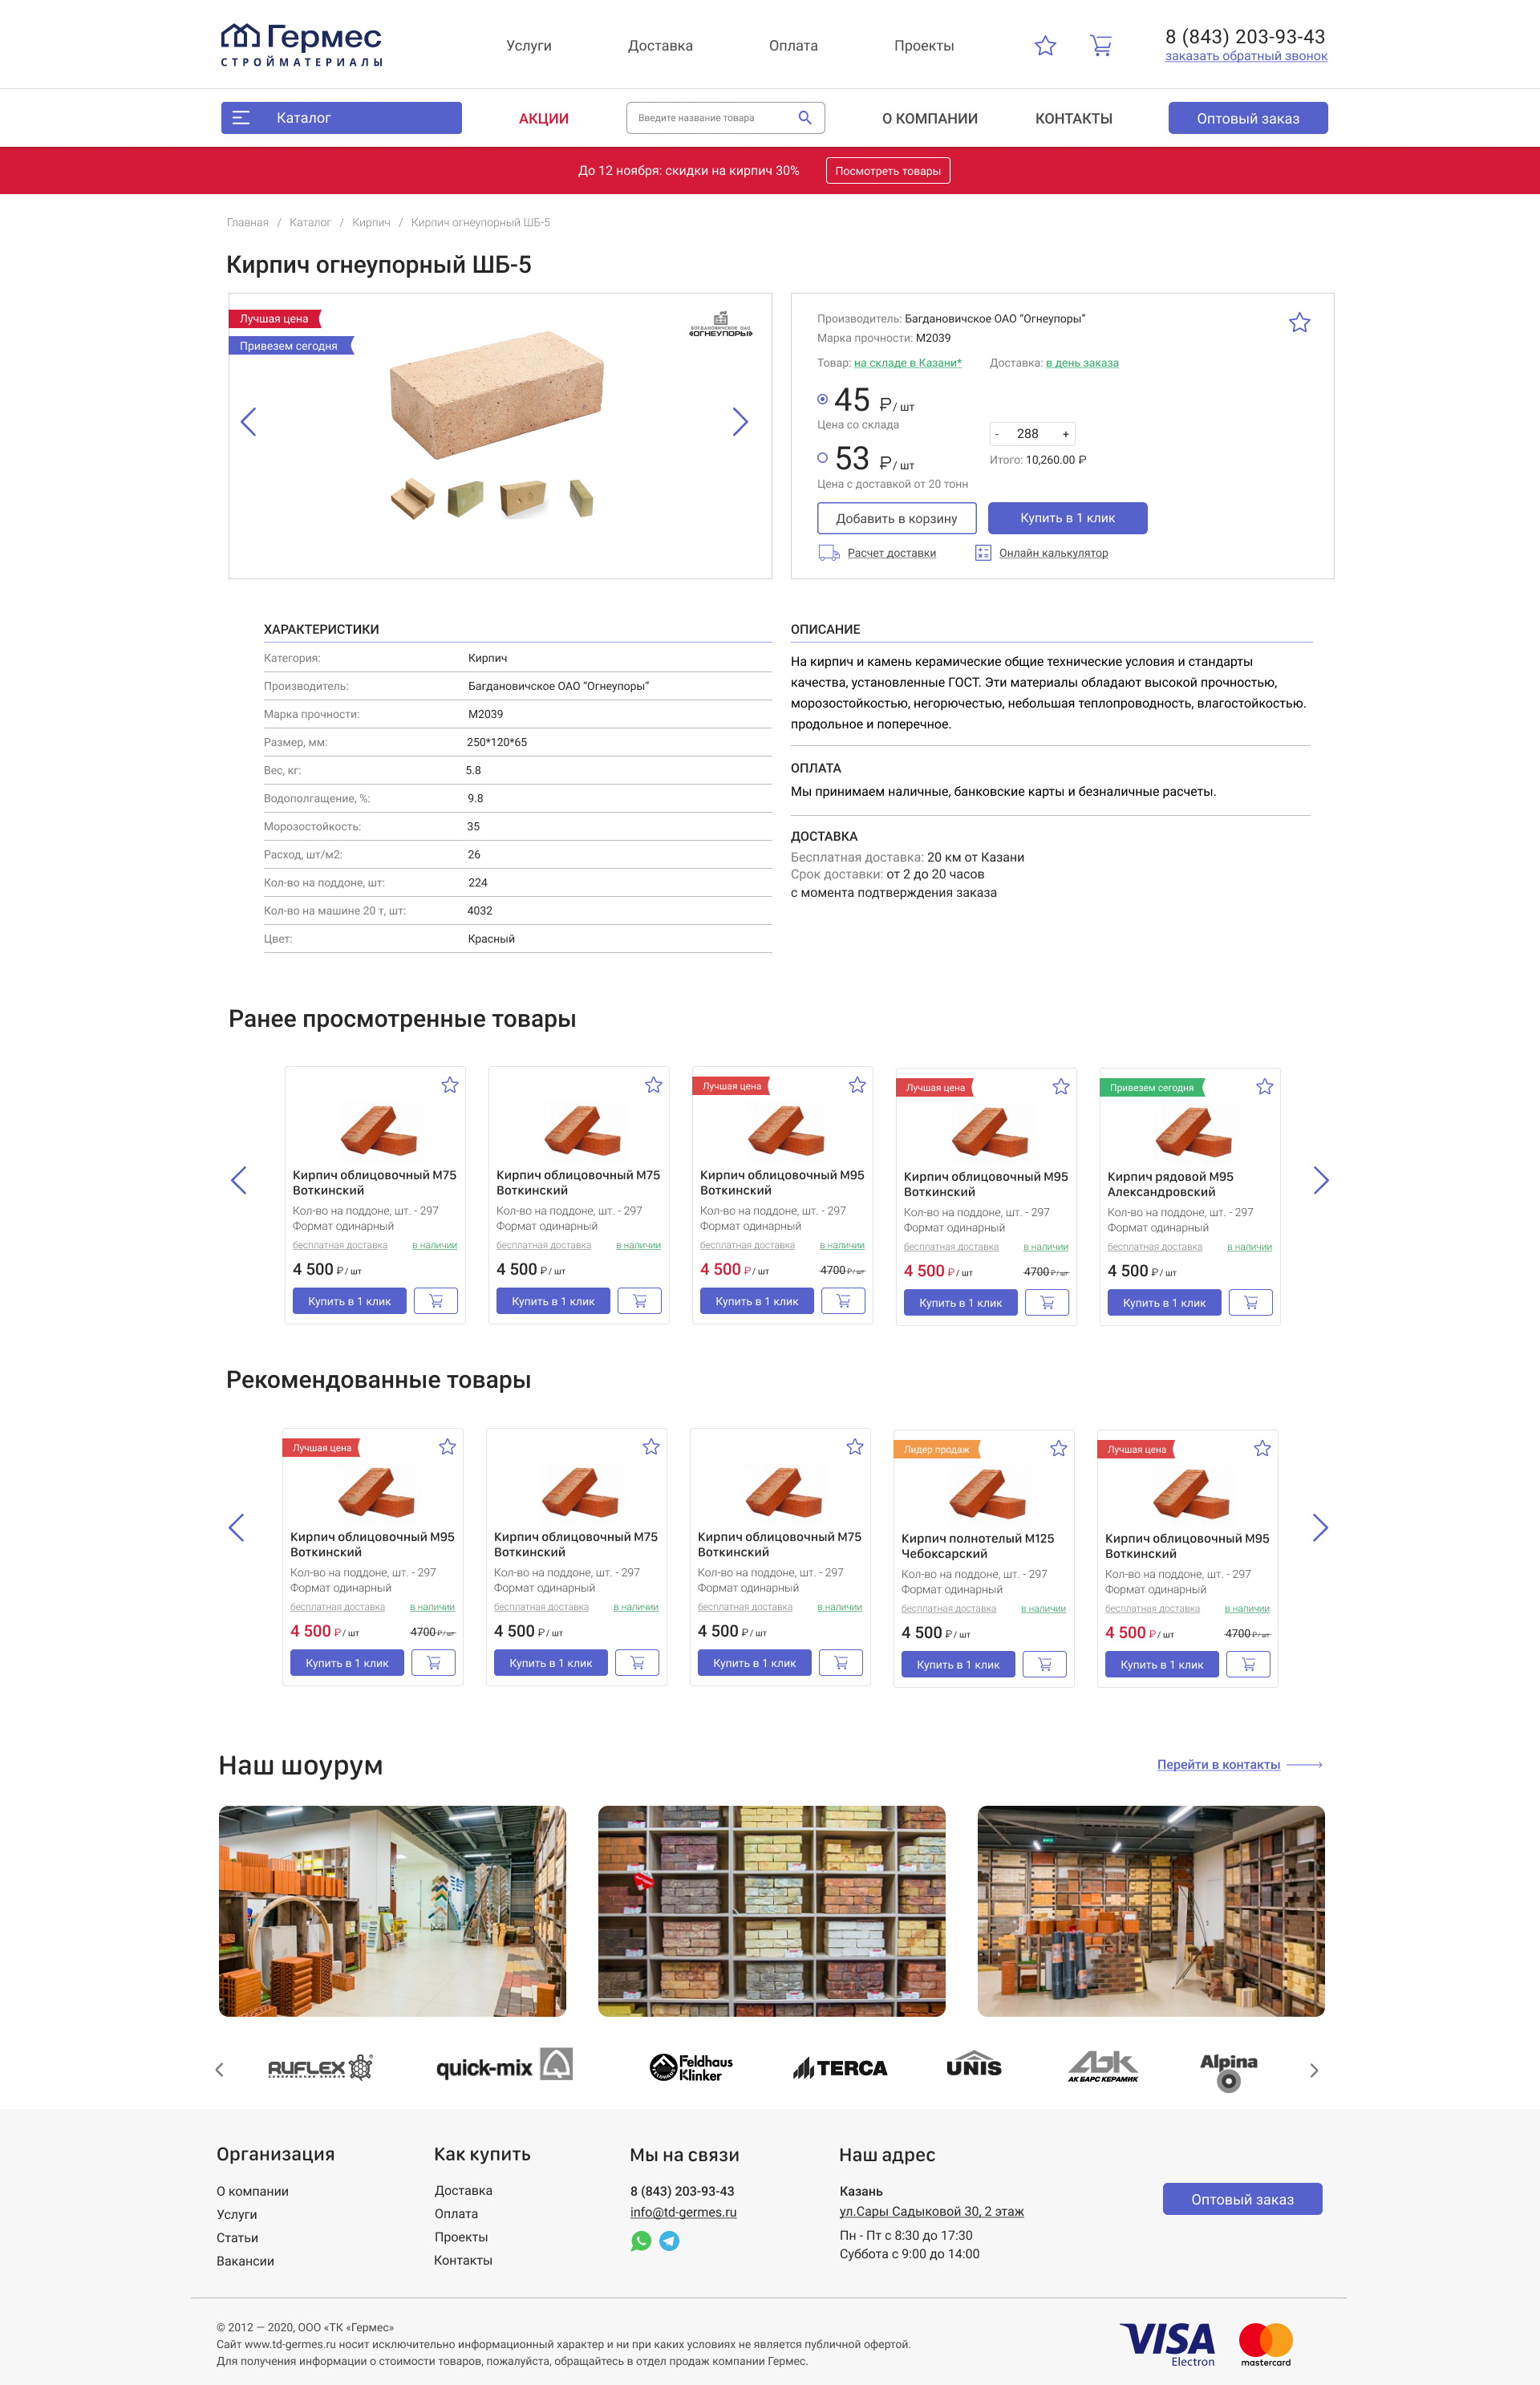 Гермес
СТРОЙМАТЕРИАЛЫ
Услуги
Доставка
Оплата
Проекты
8 (843) 203-93-43
заказать обратный звонок
Каталог
АКЦИИ
Введите название товара
О КОМПАНИИ
КОНТАКТЫ
Оптовый заказ
До 12 ноября: скидки на кирпич 30%
Посмотреть товары
Главная / Каталог / Кирпич / Кирпич огнеупорный ШБ-5
Кирпич огнеупорный ШБ-5
Лучшая цена
Привезем сегодня
БОГДАНОВИЧСКОЕ ОАО
«ОГНЕУПОРЫ»
Производитель: Багдановичское ОАО “Огнеупоры”
Марка прочности: М2039
Товар: на складе в Казани*
Доставка: в день заказа
45 ₽ / шт
Цена со склада
53 ₽ / шт
Цена с доставкой от 20 тонн
- 288 +
Итого: 10,260.00 ₽
Добавить в корзину
Купить в 1 клик
Расчет доставки
Онлайн калькулятор
ХАРАКТЕРИСТИКИ
Категория: Кирпич
Производитель: Багдановичское ОАО “Огнеупоры”
Марка прочности: М2039
Размер, мм: 250*120*65
Вес, кг: 5.8
Водополгащение, %: 9.8
Морозостойкость: 35
Расход, шт/м2: 26
Кол-во на поддоне, шт: 224
Кол-во на машине 20 т, шт: 4032
Цвет: Красный
ОПИСАНИЕ
На кирпич и камень керамические общие технические условия и стандарты
качества, установленные ГОСТ. Эти материалы обладают высокой прочностью,
морозостойкостью, негорючестью, небольшая теплопроводность, влагостойкостью.
продольное и поперечное.
ОПЛАТА
Мы принимаем наличные, банковские карты и безналичные расчеты.
ДОСТАВКА
Бесплатная доставка: 20 км от Казани
Срок доставки: от 2 до 20 часов
с момента подтверждения заказа
Ранее просмотренные товары
Кирпич облицовочный М75
Воткинский
Кол-во на поддоне, шт. - 297
Формат одинарный
бесплатная доставка
в наличии
4 500 ₽ / шт
Купить в 1 клик
Кирпич облицовочный М75
Воткинский
Кол-во на поддоне, шт. - 297
Формат одинарный
бесплатная доставка
в наличии
4 500 ₽ / шт
Купить в 1 клик
Лучшая цена
Кирпич облицовочный М95
Воткинский
Кол-во на поддоне, шт. - 297
Формат одинарный
бесплатная доставка
в наличии
4 500 ₽ / шт
4700 ₽ / шт
Купить в 1 клик
Лучшая цена
Кирпич облицовочный М95
Воткинский
Кол-во на поддоне, шт. - 297
Формат одинарный
бесплатная доставка
в наличии
4 500 ₽ / шт
4700 ₽ / шт
Купить в 1 клик
Привезем сегодня
Кирпич рядовой М95
Александровский
Кол-во на поддоне, шт. - 297
Формат одинарный
бесплатная доставка
в наличии
4 500 ₽ / шт
Купить в 1 клик
Рекомендованные товары
Лучшая цена
Кирпич облицовочный М95
Воткинский
Кол-во на поддоне, шт. - 297
Формат одинарный
бесплатная доставка
в наличии
4 500 ₽ / шт
4700 ₽ / шт
Купить в 1 клик
Кирпич облицовочный М75
Воткинский
Кол-во на поддоне, шт. - 297
Формат одинарный
бесплатная доставка
в наличии
4 500 ₽ / шт
Купить в 1 клик
Кирпич облицовочный М75
Воткинский
Кол-во на поддоне, шт. - 297
Формат одинарный
бесплатная доставка
в наличии
4 500 ₽ / шт
Купить в 1 клик
Лидер продаж
Кирпич полнотелый М125
Чебоксарский
Кол-во на поддоне, шт. - 297
Формат одинарный
бесплатная доставка
в наличии
4 500 ₽ / шт
Купить в 1 клик
Лучшая цена
Кирпич облицовочный М95
Воткинский
Кол-во на поддоне, шт. - 297
Формат одинарный
бесплатная доставка
в наличии
4 500 ₽ / шт
4700 ₽ / шт
Купить в 1 клик
Наш шоурум
Перейти в контакты
RUFLEX
quick-mix
Feldhaus
Klinker
TERCA
UNIS
АБК
АК БАРС КЕРАМИК
Alpina
Организация
О компании
Услуги
Статьи
Вакансии
Как купить
Доставка
Оплата
Проекты
Контакты
Мы на связи
8 (843) 203-93-43
info@td-germes.ru
Наш адрес
Казань
ул.Сары Садыковой 30, 2 этаж
Пн - Пт с 8:30 до 17:30
Суббота с 9:00 до 14:00
Оптовый заказ
© 2012 — 2020, ООО «ТК «Гермес»
Сайт www.td-germes.ru носит исключительно информационный характер и ни при каких условиях не является публичной офертой.
Для получения информации о стоимости товаров, пожалуйста, обращайтесь в отдел продаж компании Гермес.
VISA
Electron
mastercard